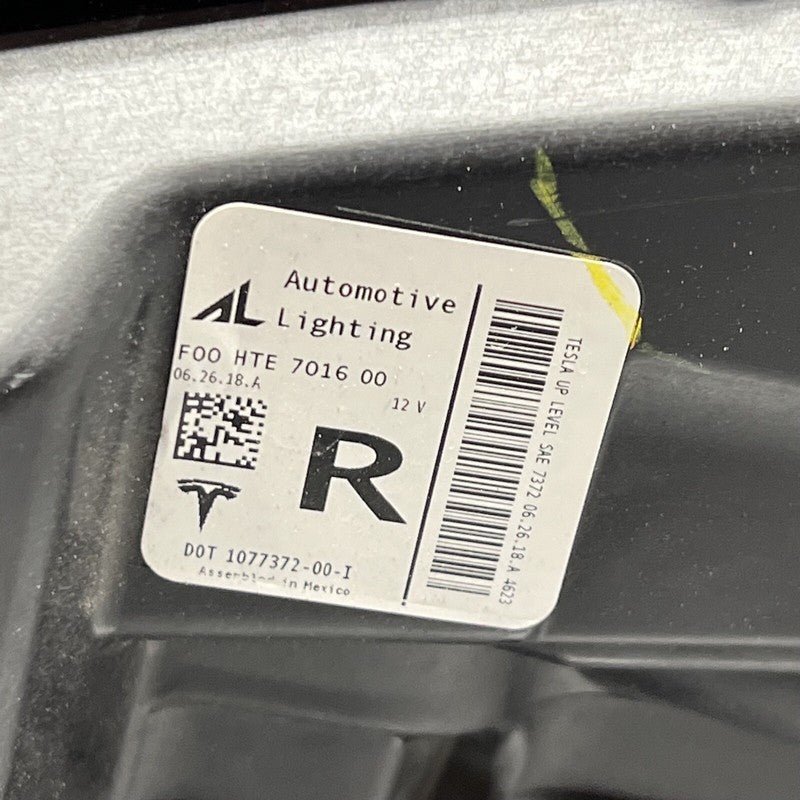 AL Automotive
Lighting
FOO HTE 7016 00
06.26.18.A
12 V
R
DOT 1077372-00-I
Assembled in Mexico
TESLA UP LEVEL SAE 7372 06.26.18.A 4623